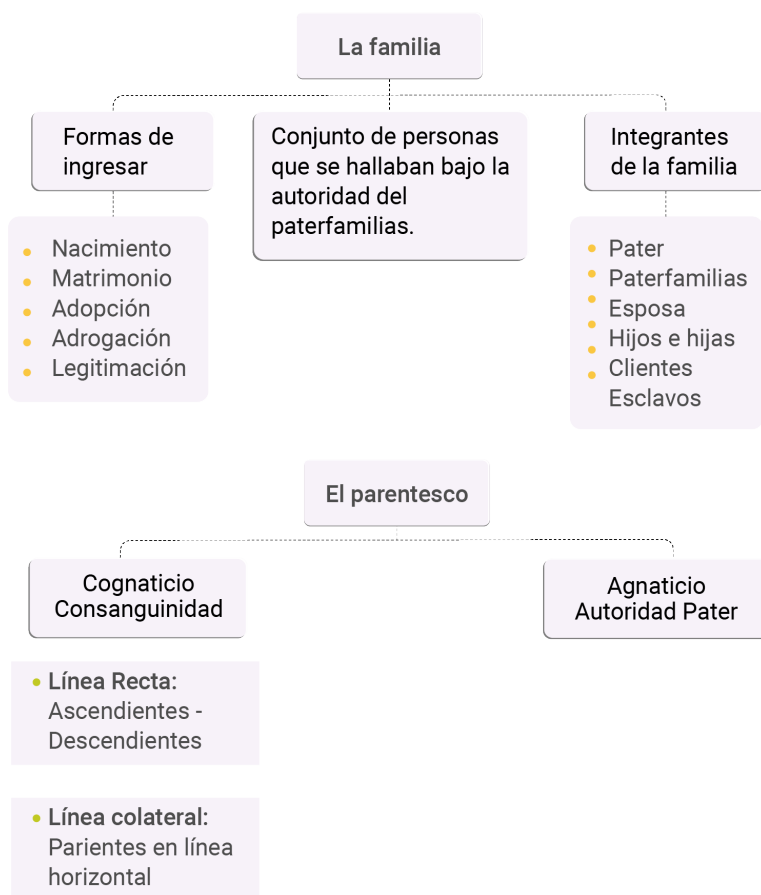 La familia
Formas de
ingresar
Nacimiento
Matrimonio
Adopción
Adrogación
Legitimación
Conjunto de personas
que se hallaban bajo la
autoridad del
paterfamilias.
Integrantes
de la familia
Pater
Paterfamilias
Esposa
Hijos e hijas
Clientes
Esclavos
El parentesco
Cognaticio
Consanguinidad
Línea Recta:
Ascendientes -
Descendientes
Línea colateral:
Parientes en línea
horizontal
Agnaticio
Autoridad Pater